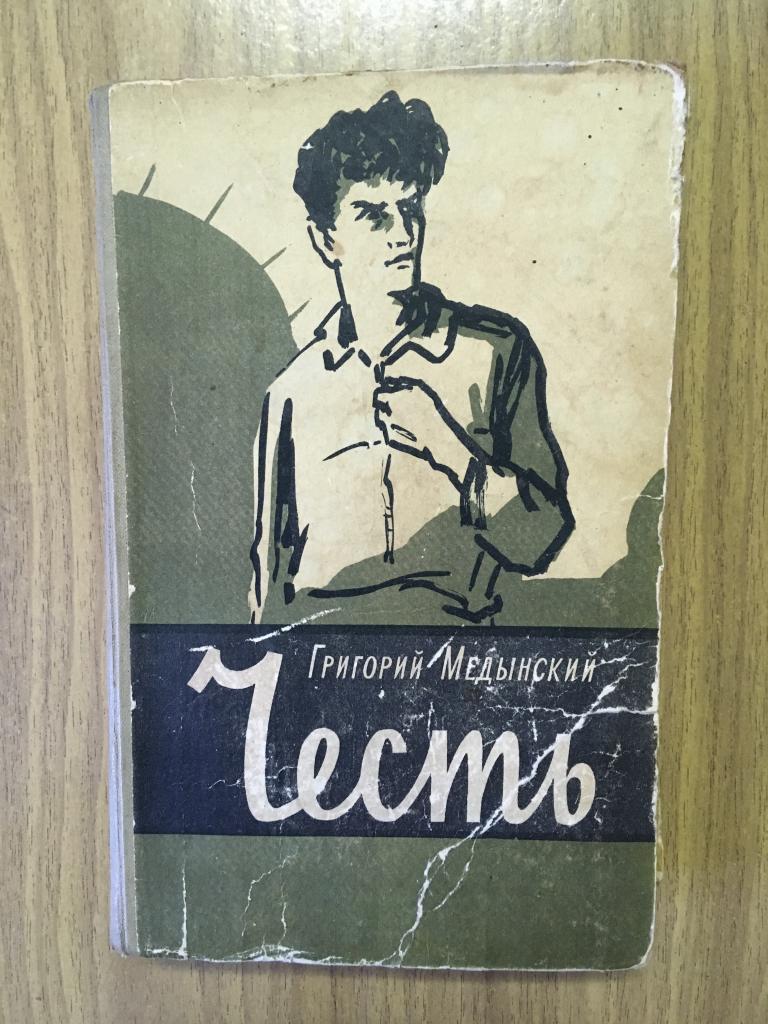 Григорий Медынский
Честь